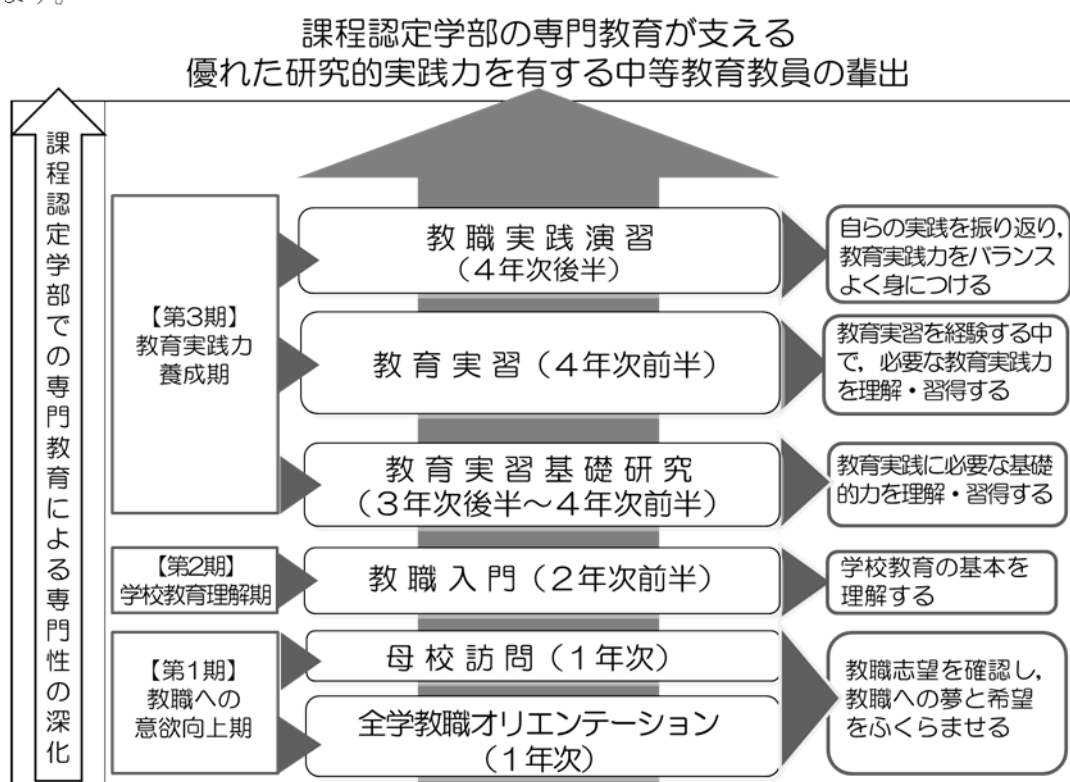 ます。
課程認定学部の専門教育が支える
優れた研究的実践力を有する中等教育教員の輩出
課程認定学部での専門教育による専門性の深化
【第3期】
教育実践力
養成期
教職実践演習
(4年次後半)
自らの実践を振り返り,
教育実践力をバランス
よく身につける
教育実習(4年次前半)
教育実習を経験する中
で,必要な教育実践力
を理解・習得する
教育実習基礎研究
(3年次後半~4年次前半)
教育実践に必要な基礎
的力を理解・習得する
【第2期】
学校教育理解期
教職入門(2年次前半)
学校教育の基本を
理解する
【第1期】
教職への
意欲向上期
母校訪問(1年次)
全学教職オリエンテーション
(1年次)
教職志望を確認し,
教職への夢と希望
をふくらませる